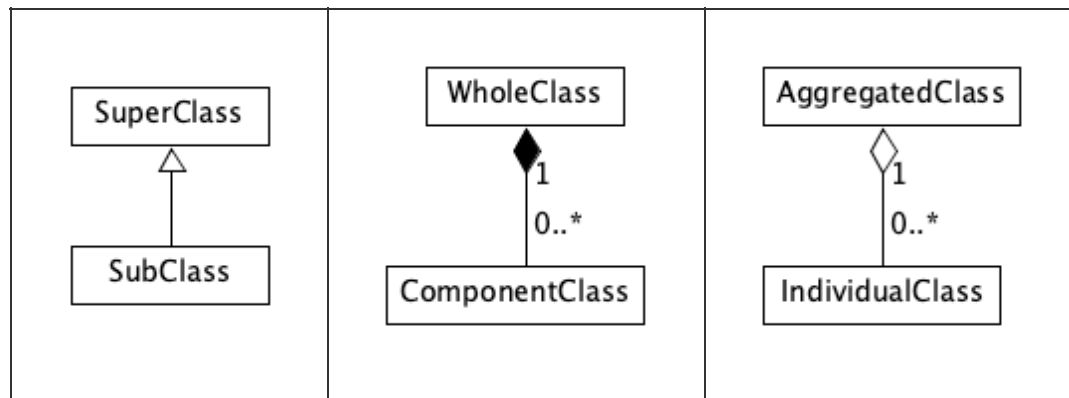 SuperClass
SubClass
WholeClass
1
0..*
ComponentClass
AggregatedClass
1
0..*
IndividualClass